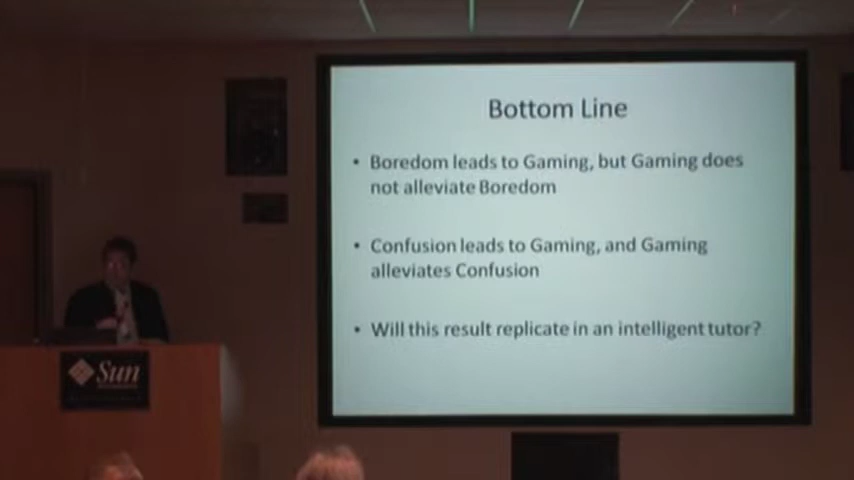 Bottom Line
• Boredom leads to Gaming, but Gaming does
not alleviate Boredom
• Confusion leads to Gaming, and Gaming
alleviates Confusion
• Will this result replicate in an intelligent tutor?
Sun